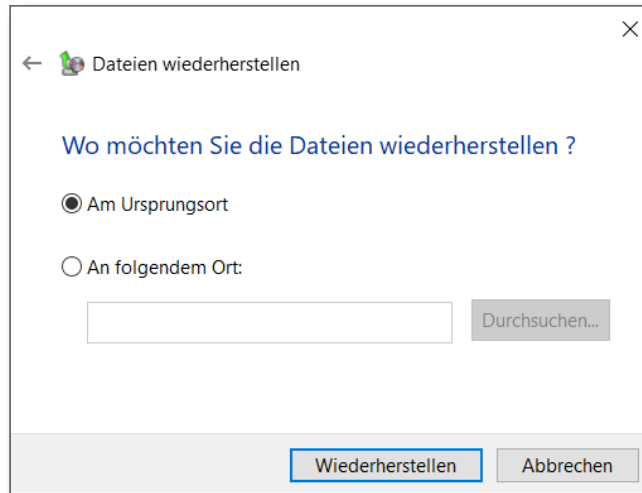 Dateien wiederherstellen
Wo möchten Sie die Dateien wiederherstellen ?
Am Ursprungsort
An folgendem Ort:
Durchsuchen...
Wiederherstellen Abbrechen